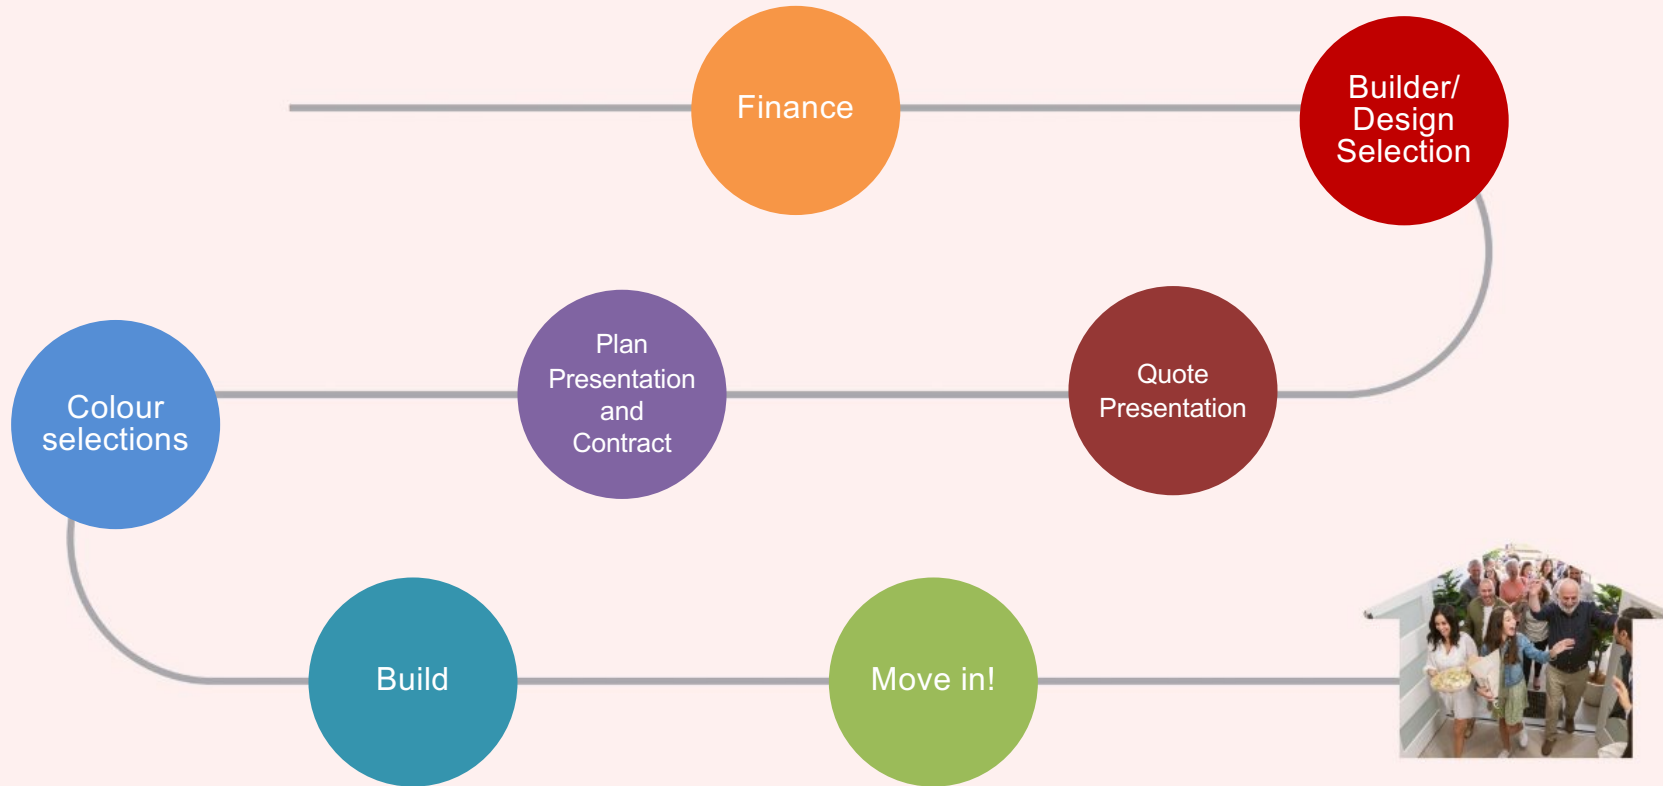 Finance
Builder/
Design
Selection
Quote
Presentation
Plan
Presentation
and
Contract
Colour
selections
Build
Move in!